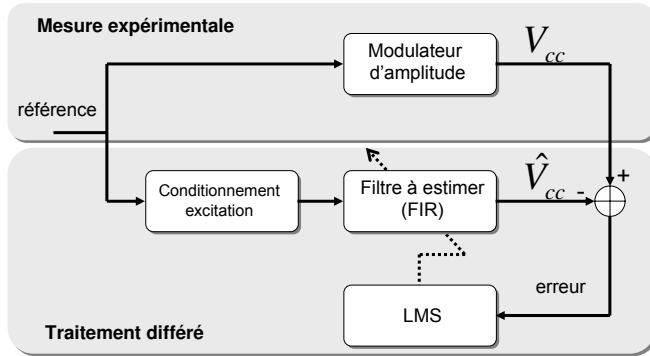 Mesure expérimentale
Modulateur
d'amplitude
V_cc
référence
+
Conditionnement
excitation
Filtre à estimer
(FIR)
V̂_cc
-
LMS
erreur
Traitement différé